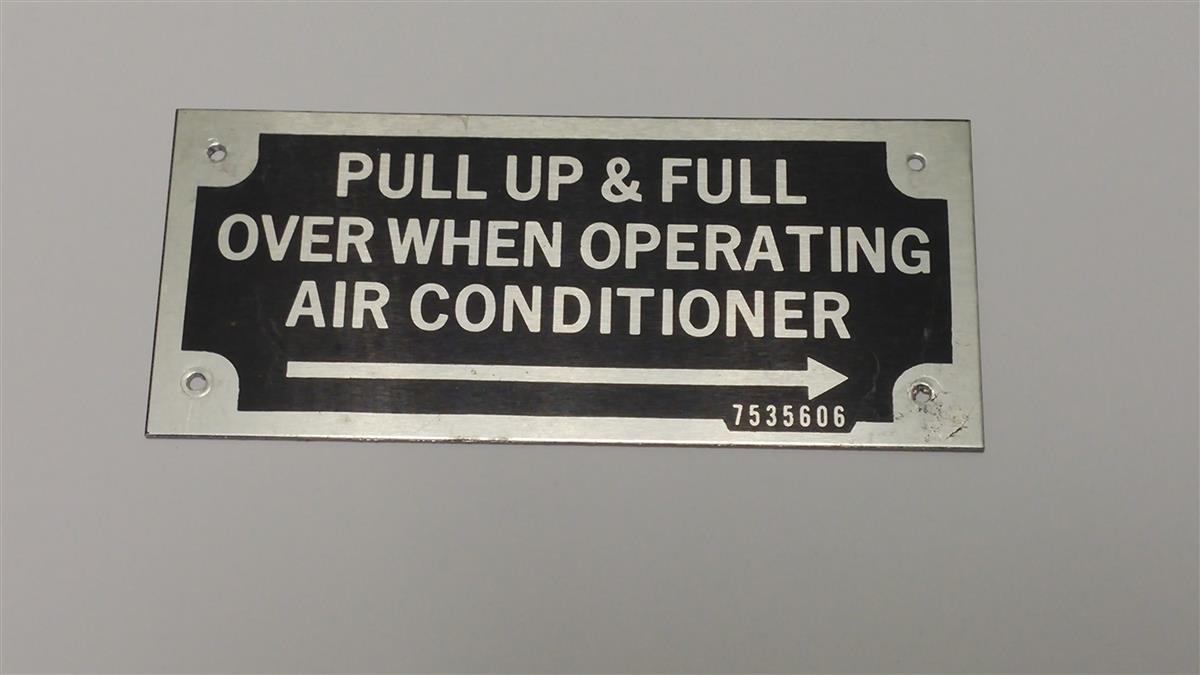 PULL UP & FULL
OVER WHEN OPERATING
AIR CONDITIONER
7535606